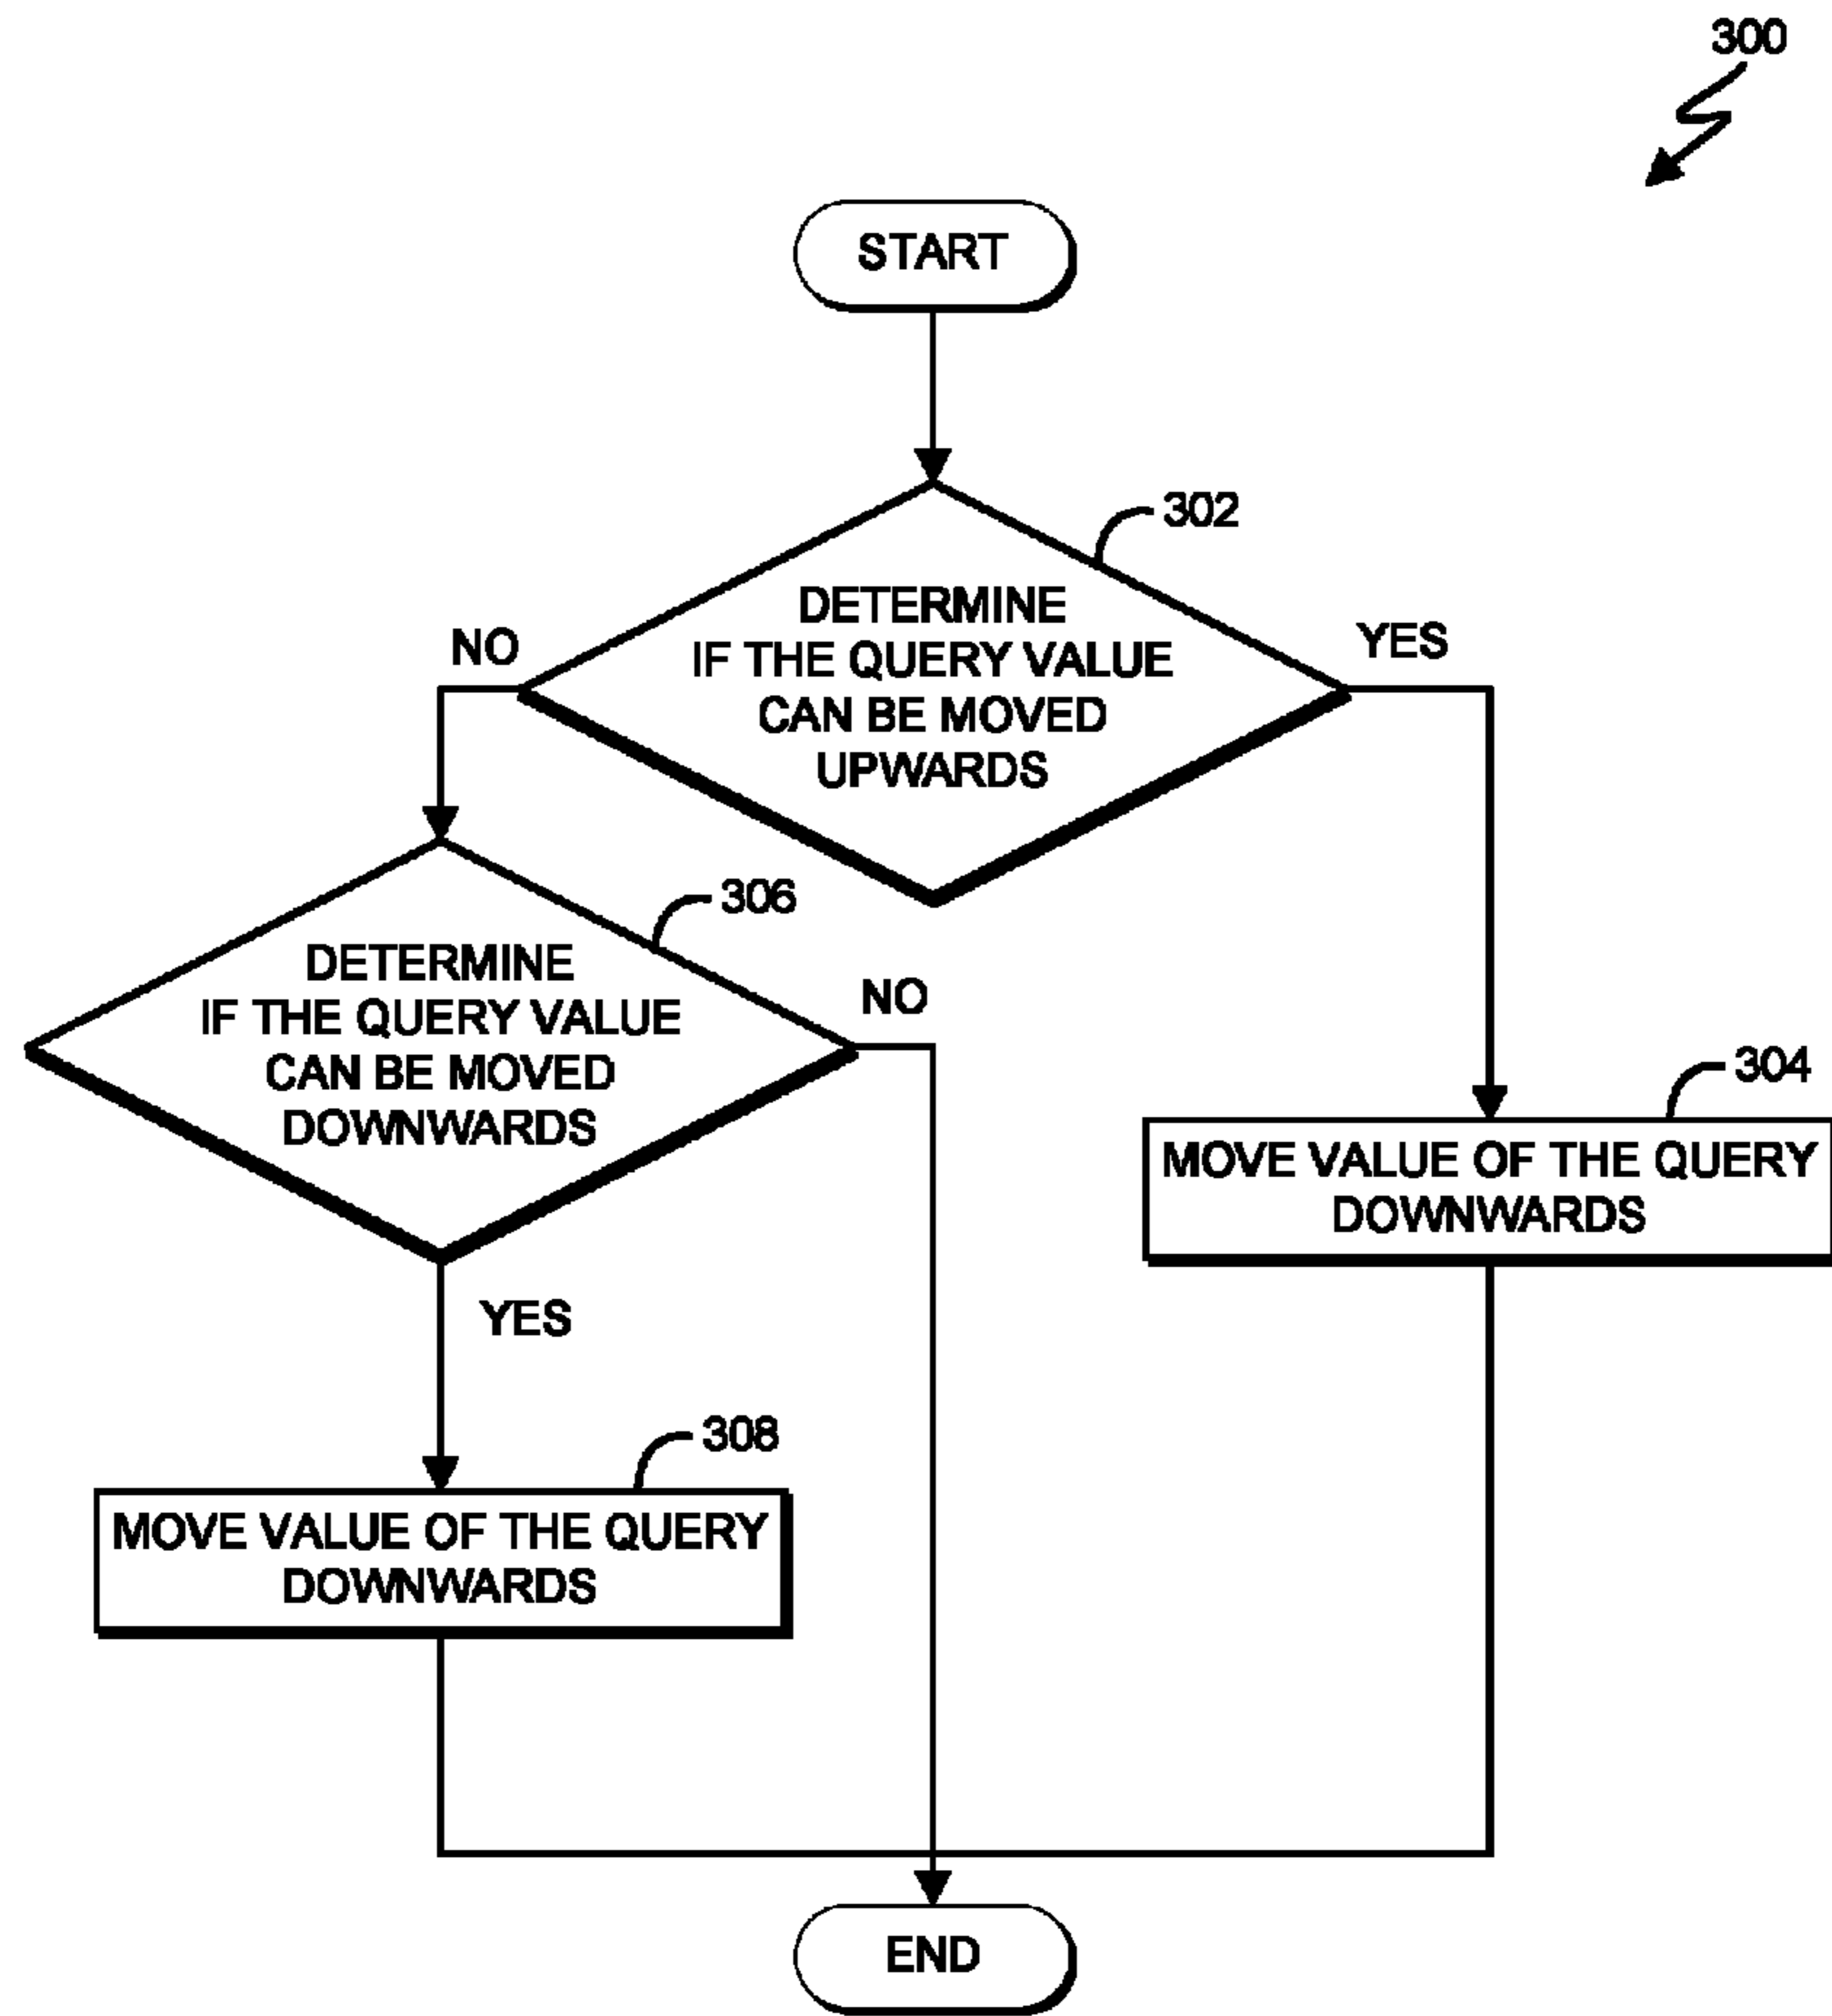 300
START
302
DETERMINE
IF THE QUERY VALUE
CAN BE MOVED
UPWARDS
NO
YES
306
DETERMINE
IF THE QUERY VALUE
CAN BE MOVED
DOWNWARDS
NO
YES
304
MOVE VALUE OF THE QUERY
DOWNWARDS
308
MOVE VALUE OF THE QUERY
DOWNWARDS
END